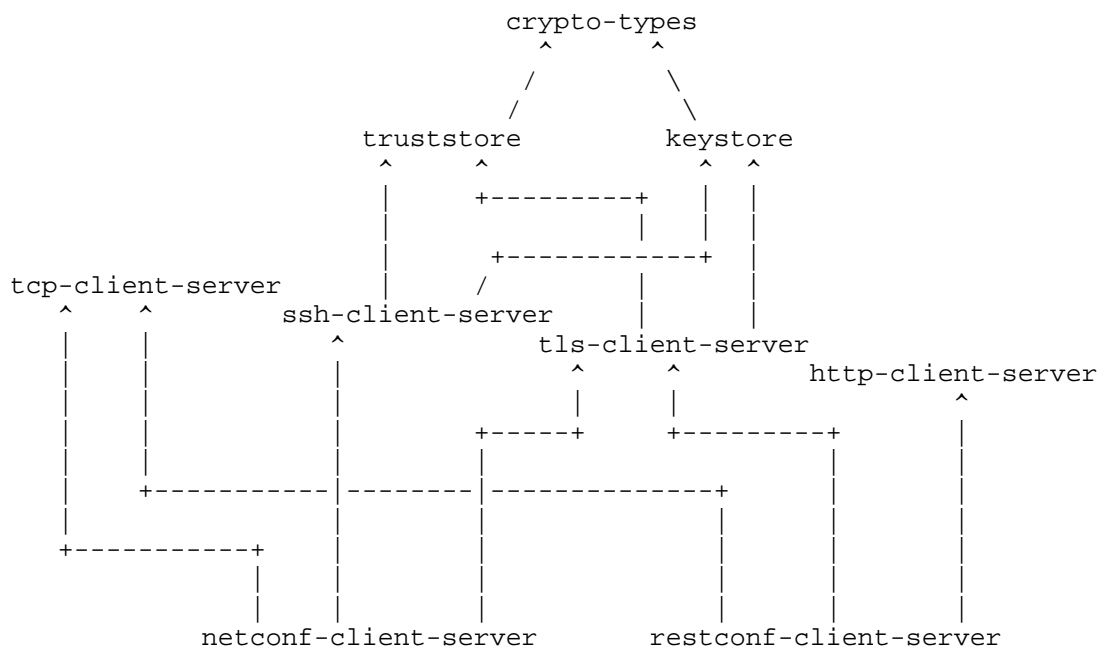 crypto-types
truststore keystore
tcp-client-server
ssh-client-server
tls-client-server
http-client-server
netconf-client-server restconf-client-server